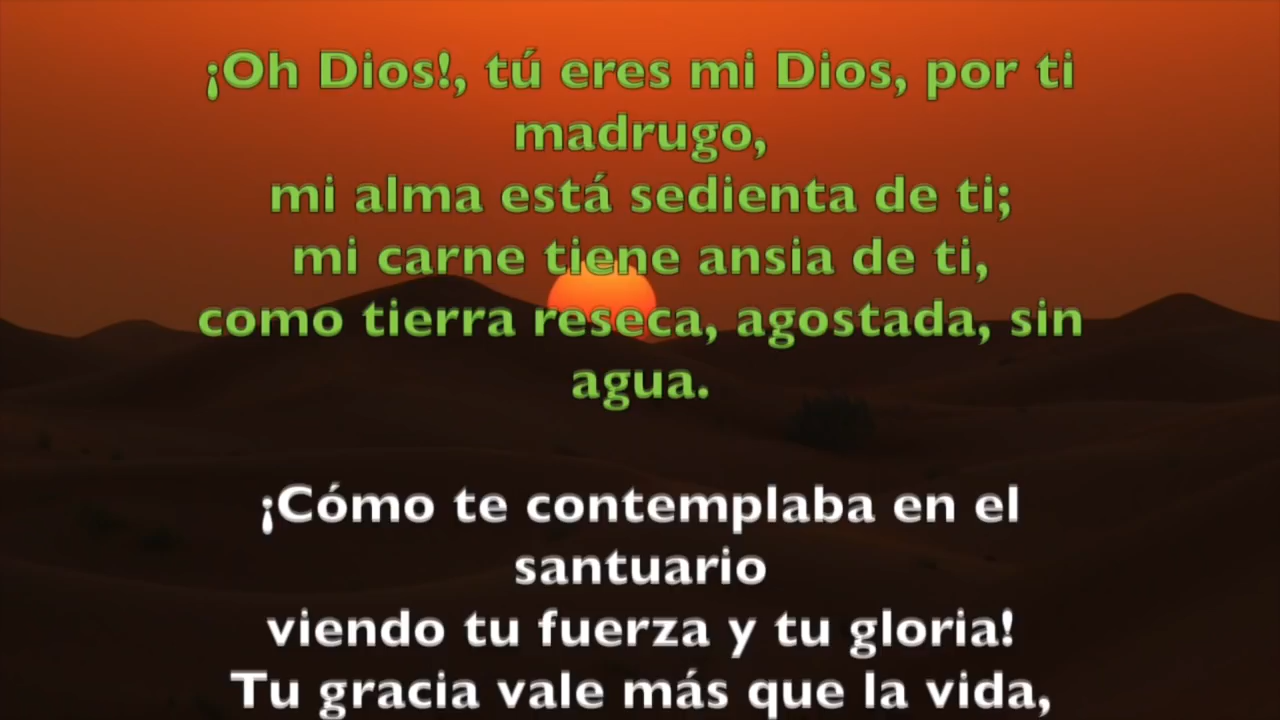 ¡Oh Dios!, tú eres mi Dios, por ti
madrugo,
mi alma está sedienta de ti;
mi carne tiene ansia de ti,
como tierra reseca, agostada, sin
agua.
¡Cómo te contemplaba en el
santuario
viendo tu fuerza y tu gloria!
Tu gracia vale más que la vida,